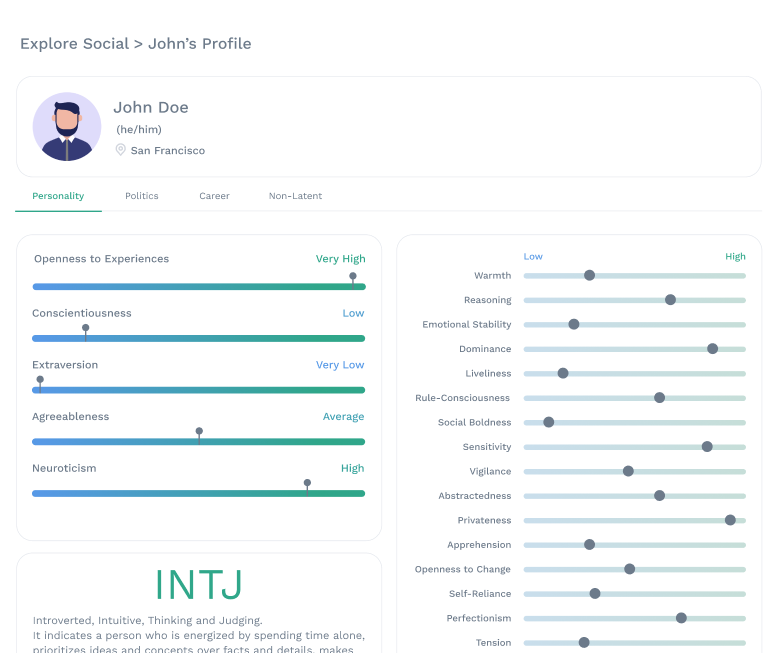 Explore Social > John’s Profile
John Doe
(he/him)
San Francisco
Personality Politics Career Non-Latent
Openness to Experiences Very High
Conscientiousness Low
Extraversion Very Low
Agreeableness Average
Neuroticism High
INTJ
Introverted, Intuitive, Thinking and Judging.
It indicates a person who is energized by spending time alone,
prioritizes ideas and concepts over facts and details, makes
Low High
Warmth
Reasoning
Emotional Stability
Dominance
Liveliness
Rule-Consciousness
Social Boldness
Sensitivity
Vigilance
Abstractedness
Privateness
Apprehension
Openness to Change
Self-Reliance
Perfectionism
Tension